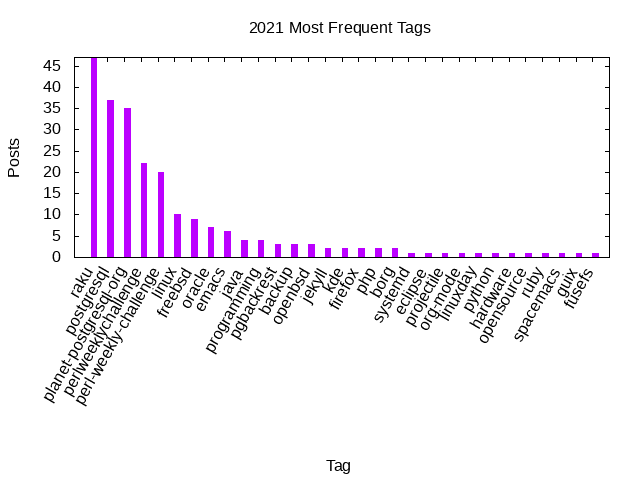 2021 Most Frequent Tags
Posts
45
40
35
30
25
20
15
10
5
0
raku
postgresql
planet-postgresql-org
perlweeklychallenge
perl-weekly-challenge
linux
freebsd
oracle
emacs
java
programming
pgbackrest
backup
openbsd
jekyll
kde
firefox
php
borg
systemd
eclipse
projectile
org-mode
linuxday
python
hardware
opensource
ruby
spacemacs
guix
fusefs
Tag